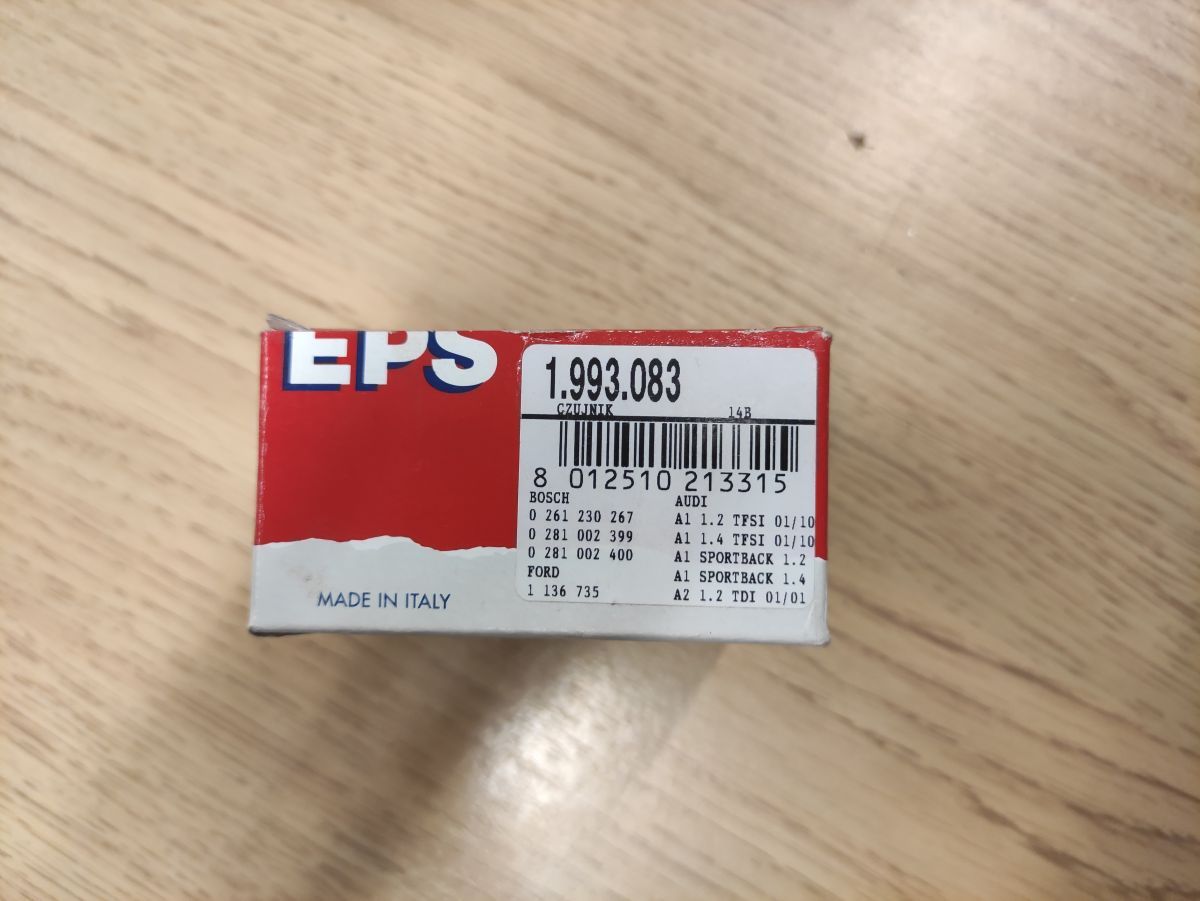 EPS
1.993.083
CZUJNIK 14B
8 012510 213315
BOSCH
0 261 230 267
0 281 002 399
0 281 002 400
FORD
1 136 735
AUDI
A1 1.2 TFSI 01/10
A1 1.4 TFSI 01/10
A1 SPORTBACK 1.2
A1 SPORTBACK 1.4
A2 1.2 TDI 01/01
MADE IN ITALY